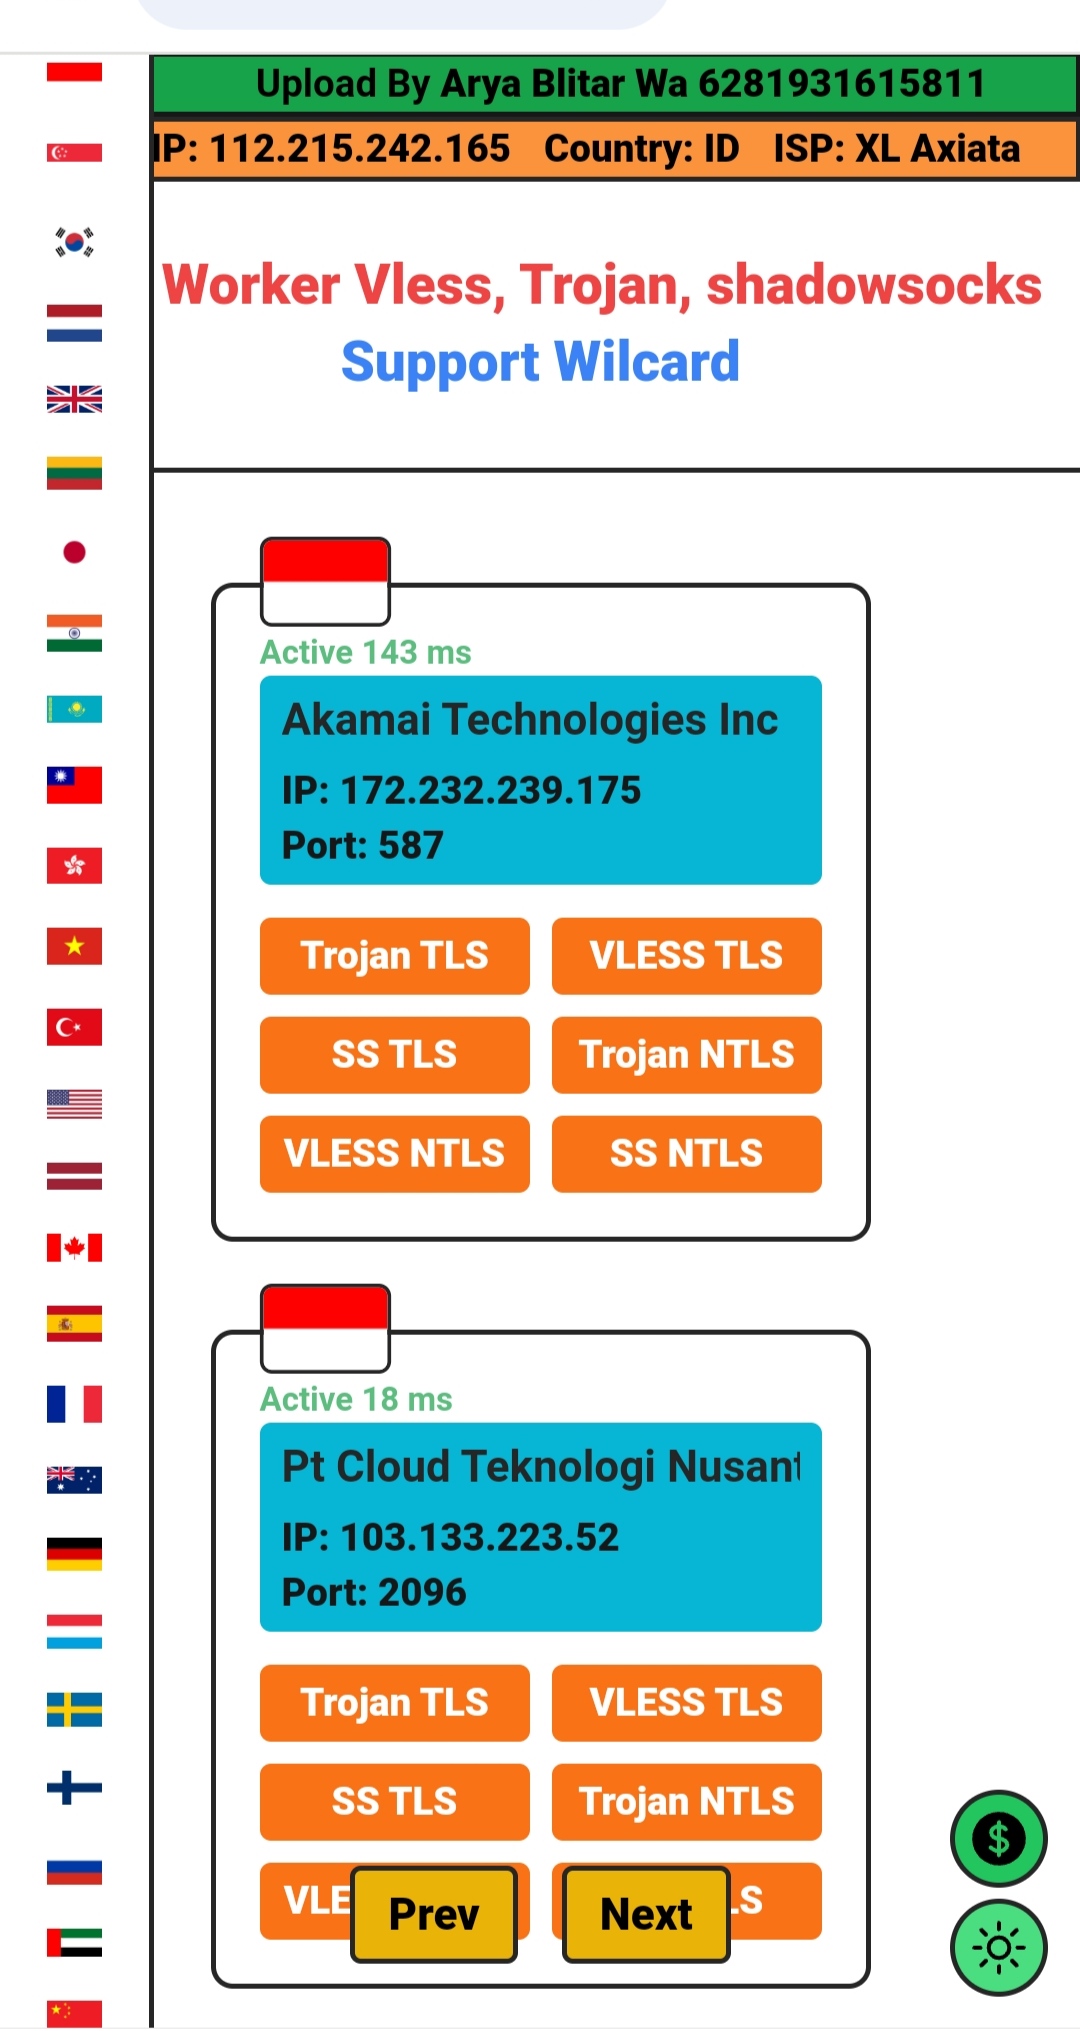 Upload By Arya Blitar Wa 6281931615811
IP: 112.215.242.165 Country: ID ISP: XL Axiata
Worker Vless, Trojan, shadowsocks
Support Wilcard
Active 143 ms
Akamai Technologies Inc
IP: 172.232.239.175
Port: 587
Trojan TLS VLESS TLS
SS TLS Trojan NTLS
VLESS NTLS SS NTLS
Active 18 ms
Pt Cloud Teknologi Nusant
IP: 103.133.223.52
Port: 2096
Trojan TLS VLESS TLS
SS TLS Trojan NTLS
VLE Prev Next LS